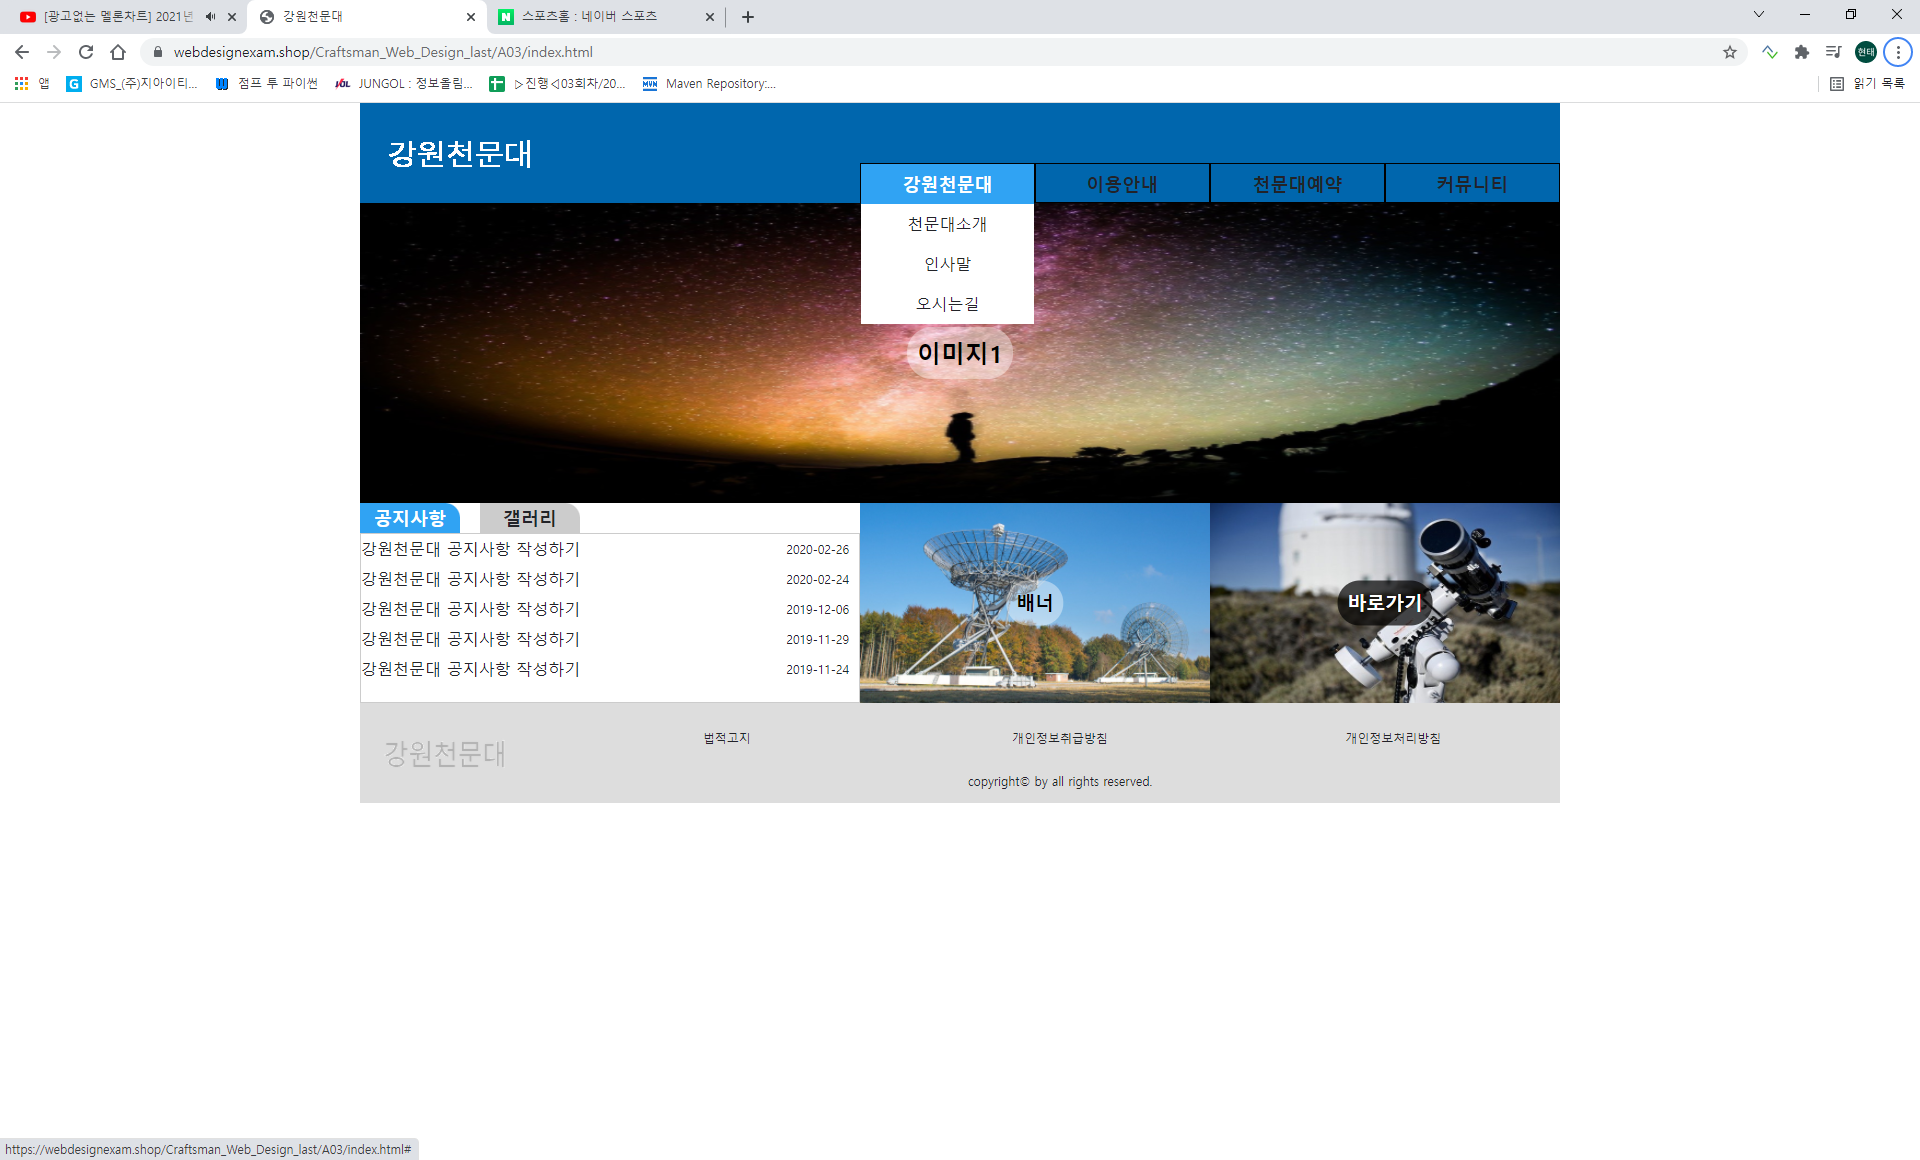 [광고없는 멜론차트] 2021년
강원천문대
스포츠홈 : 네이버 스포츠
webdesignexam.shop/Craftsman_Web_Design_last/A03/index.html
현태
앱
GMS_(주)지아이티...
점프 투 파이썬
JUNGOL : 정보올림...
▷진행◁03회차/20...
MVN
Maven Repository:...
읽기 목록
강원천문대
강원천문대 이용안내 천문대예약 커뮤니티
천문대소개
인사말
오시는길
이미지1
공지사항 갤러리
강원천문대 공지사항 작성하기 2020-02-26
강원천문대 공지사항 작성하기 2020-02-24
강원천문대 공지사항 작성하기 2019-12-06
강원천문대 공지사항 작성하기 2019-11-29
강원천문대 공지사항 작성하기 2019-11-24
배너
바로가기
강원천문대
법적고지 개인정보취급방침 개인정보처리방침
copyright© by all rights reserved.
https://webdesignexam.shop/Craftsman_Web_Design_last/A03/index.html#